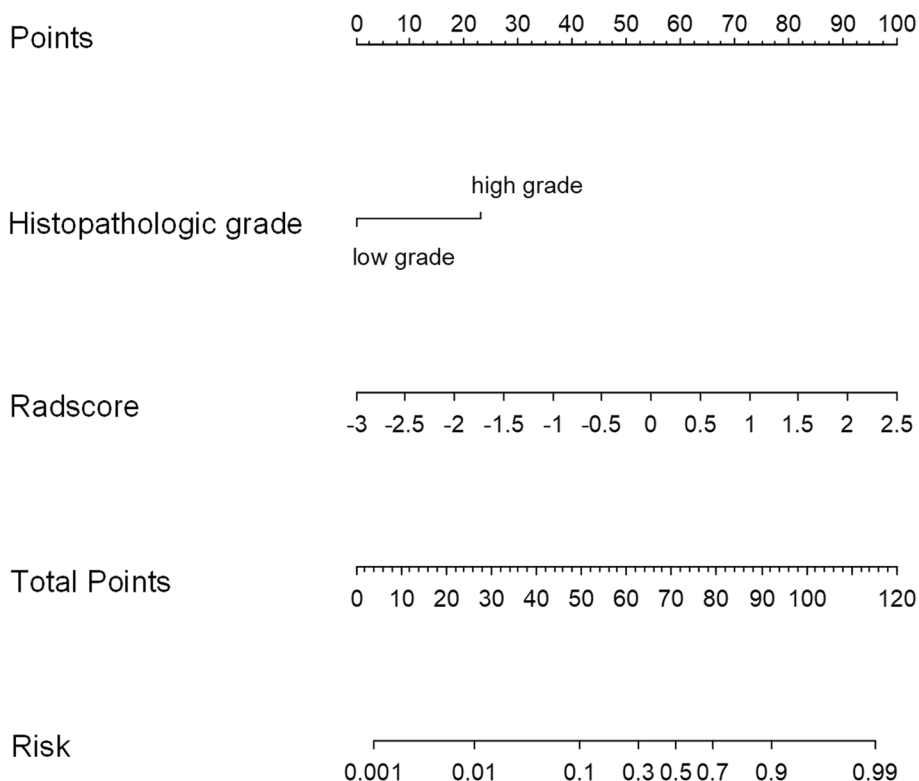 Points
0 10 20 30 40 50 60 70 80 90 100
high grade
Histopathologic grade
low grade
Radscore
-3 -2.5 -2 -1.5 -1 -0.5 0 0.5 1 1.5 2 2.5
Total Points
0 10 20 30 40 50 60 70 80 90 100 120
Risk
0.001 0.01 0.1 0.3 0.5 0.7 0.9 0.99